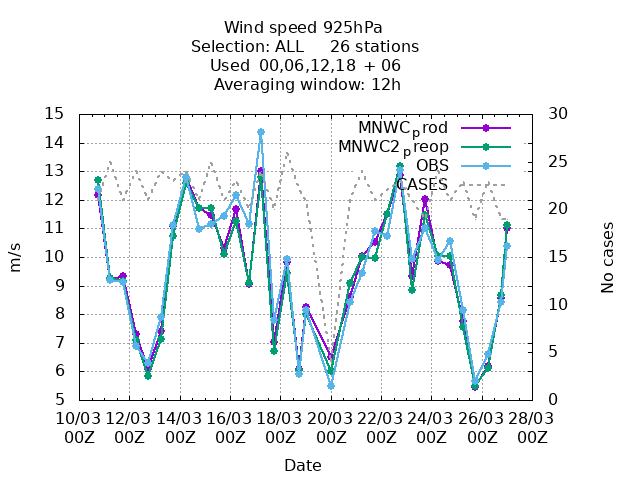 Wind speed 925hPa
Selection: ALL 26 stations
Used 00,06,12,18 + 06
Averaging window: 12h
MNWCprod
MNWC2preop
OBS
CASES
m/s
15
14
13
12
11
10
9
8
7
6
5
30
25
20
15
10
5
0
No cases
10/03 12/03 14/03 16/03 18/03 20/03 22/03 24/03 26/03 28/03
00Z 00Z 00Z 00Z 00Z 00Z 00Z 00Z 00Z 00Z
Date